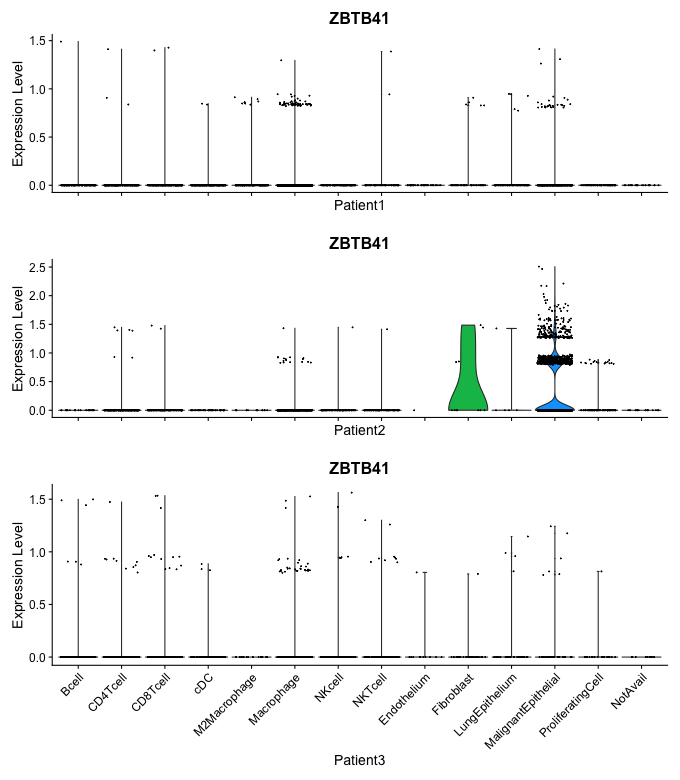 ZBTB41
Expression Level
1.5
1.0
0.5
0.0
Patient1
ZBTB41
Expression Level
2.5
2.0
1.5
1.0
0.5
0.0
Patient2
ZBTB41
Expression Level
1.5
1.0
0.5
0.0
Bcell
CD4Tcell
CD8Tcell
cDC
M2Macrophage
Macrophage
NKcell
NKTcell
Endothelium
Fibroblast
LungEpithelium
MalignantEpithelial
ProliferatingCell
NotAvail
Patient3